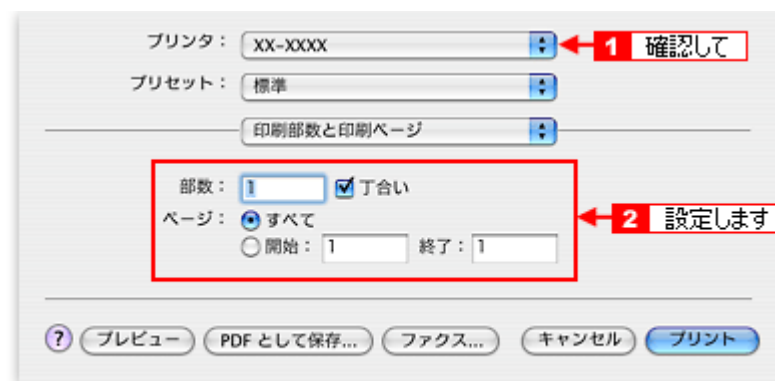 プリンタ： XX-XXXX 1 確認して
プリセット： 標準
印刷部数と印刷ページ
部数： 1 丁合い
ページ： すべて 2 設定します
開始： 1 終了： 1
? プレビュー PDF として保存... ファクス... キャンセル プリント